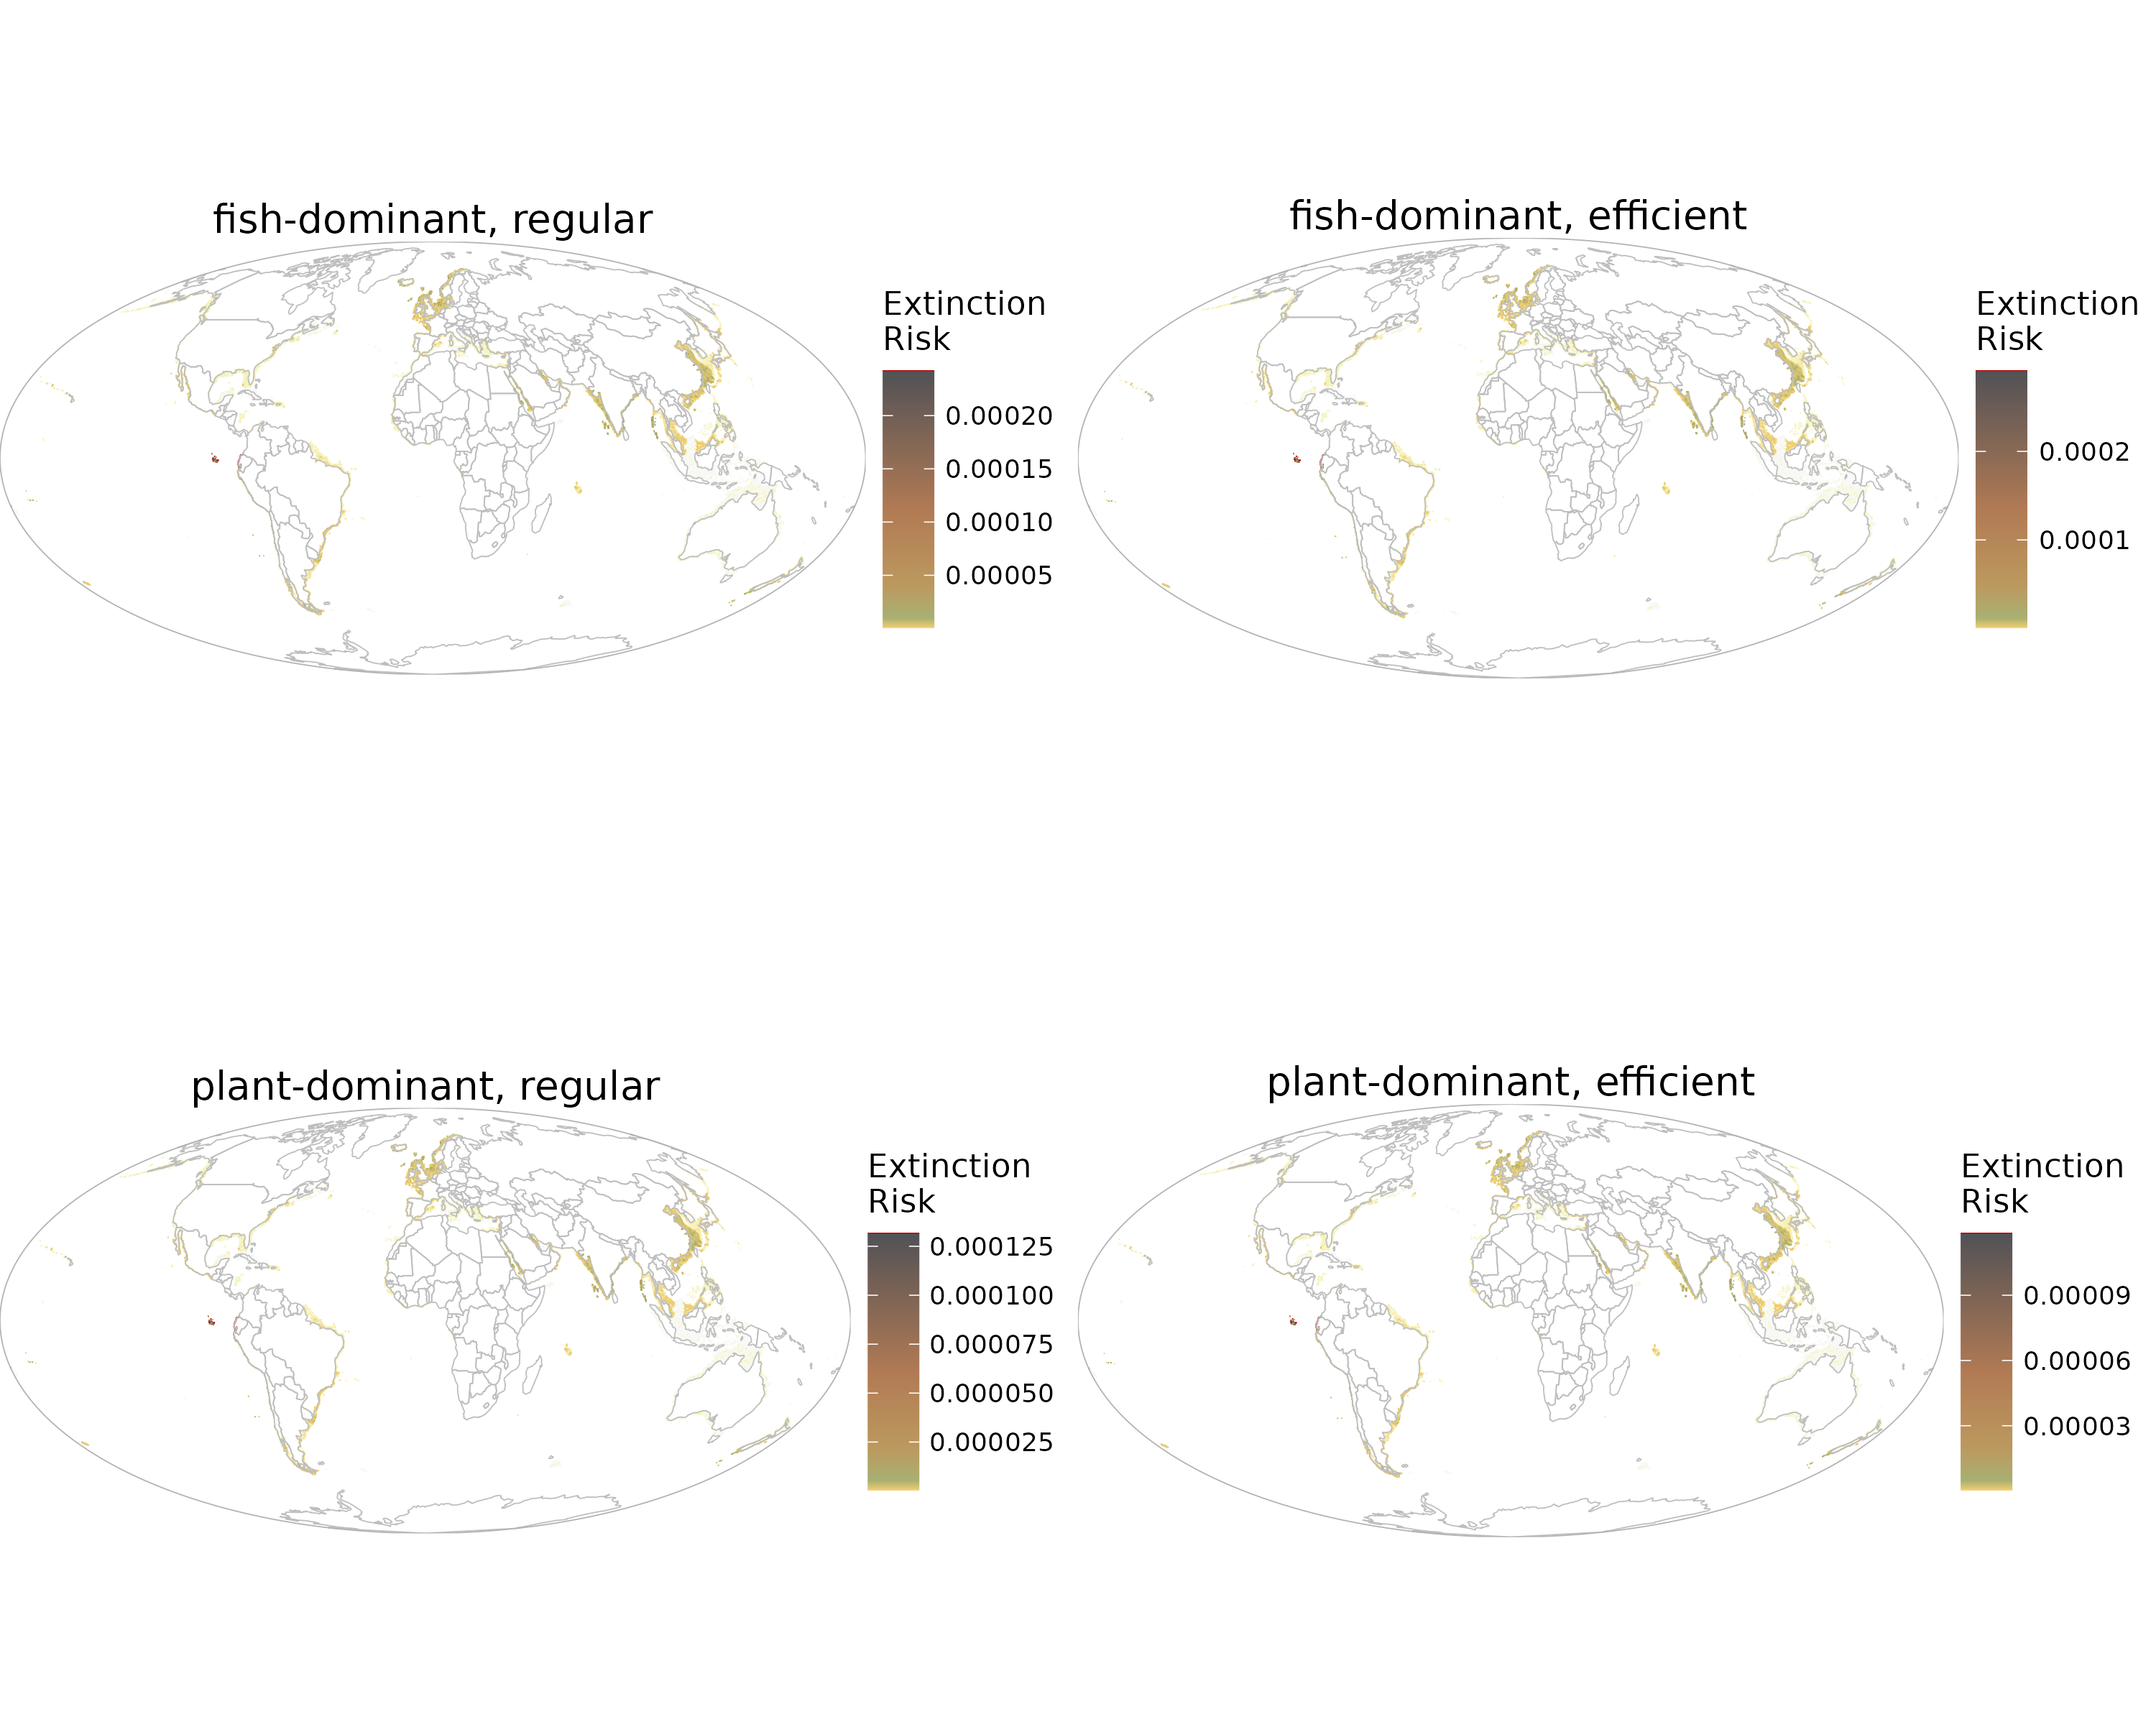 fish-dominant, regular
Extinction
Risk
0.00020
0.00015
0.00010
0.00005
fish-dominant, efficient
Extinction
Risk
0.0002
0.0001
plant-dominant, regular
Extinction
Risk
0.000125
0.000100
0.000075
0.000050
0.000025
plant-dominant, efficient
Extinction
Risk
0.00009
0.00006
0.00003